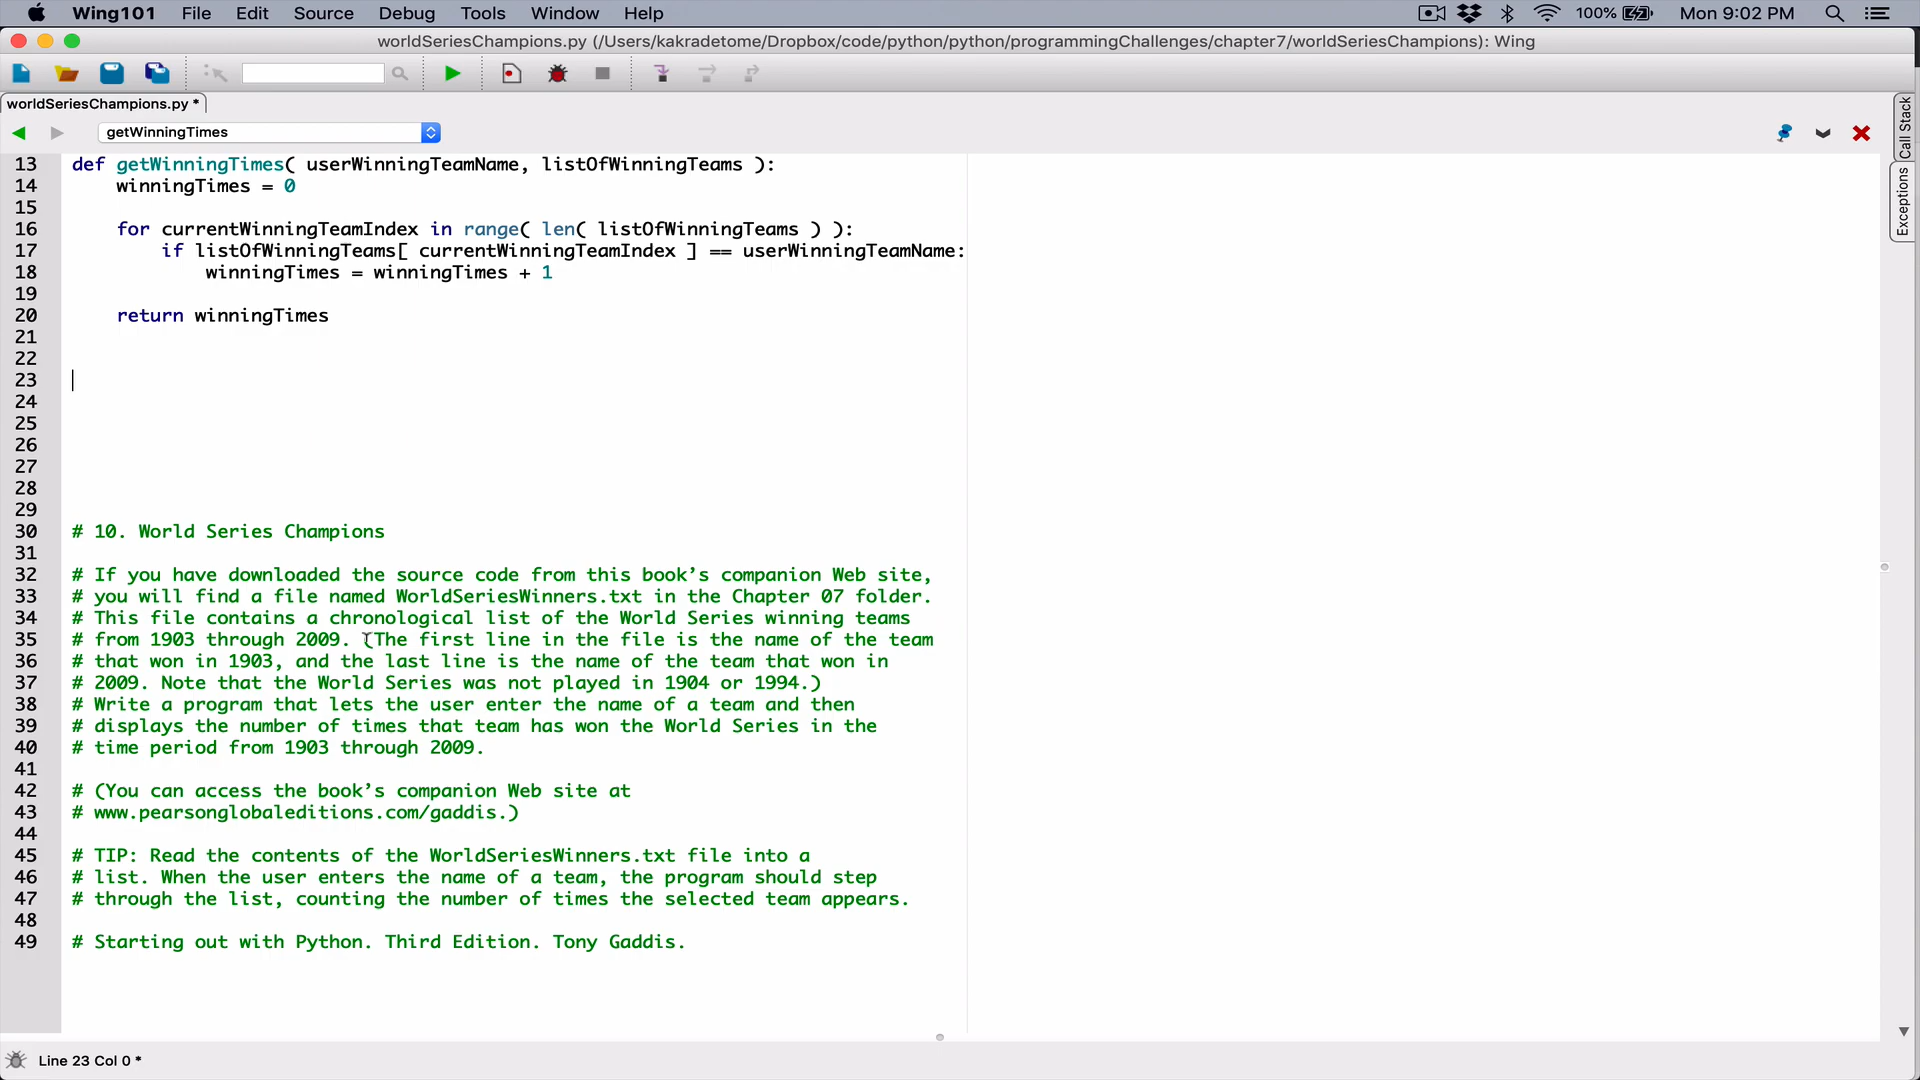 Wing101 File Edit Source Debug Tools Window Help 100% Mon 9:02 PM
worldSeriesChampions.py (/Users/kakradetome/Dropbox/code/python/python/programmingChallenges/chapter7/worldSeriesChampions): Wing
worldSeriesChampions.py *
getWinningTimes
Call Stack
Exceptions
13 def getWinningTimes( userWinningTeamName, listOfWinningTeams ):
14 winningTimes = 0
15
16 for currentWinningTeamIndex in range( len( listOfWinningTeams ) ):
17 if listOfWinningTeams[ currentWinningTeamIndex ] == userWinningTeamName:
18 winningTimes = winningTimes + 1
19
20 return winningTimes
21
22
23
24
25
26
27
28
29
30 # 10. World Series Champions
31
32 # If you have downloaded the source code from this book’s companion Web site,
33 # you will find a file named WorldSeriesWinners.txt in the Chapter 07 folder.
34 # This file contains a chronological list of the World Series winning teams
35 # from 1903 through 2009. (The first line in the file is the name of the team
36 # that won in 1903, and the last line is the name of the team that won in
37 # 2009. Note that the World Series was not played in 1904 or 1994.)
38 # Write a program that lets the user enter the name of a team and then
39 # displays the number of times that team has won the World Series in the
40 # time period from 1903 through 2009.
41
42 # (You can access the book’s companion Web site at
43 # www.pearsonglobaleditions.com/gaddis.)
44
45 # TIP: Read the contents of the WorldSeriesWinners.txt file into a
46 # list. When the user enters the name of a team, the program should step
47 # through the list, counting the number of times the selected team appears.
48
49 # Starting out with Python. Third Edition. Tony Gaddis.
Line 23 Col 0 *